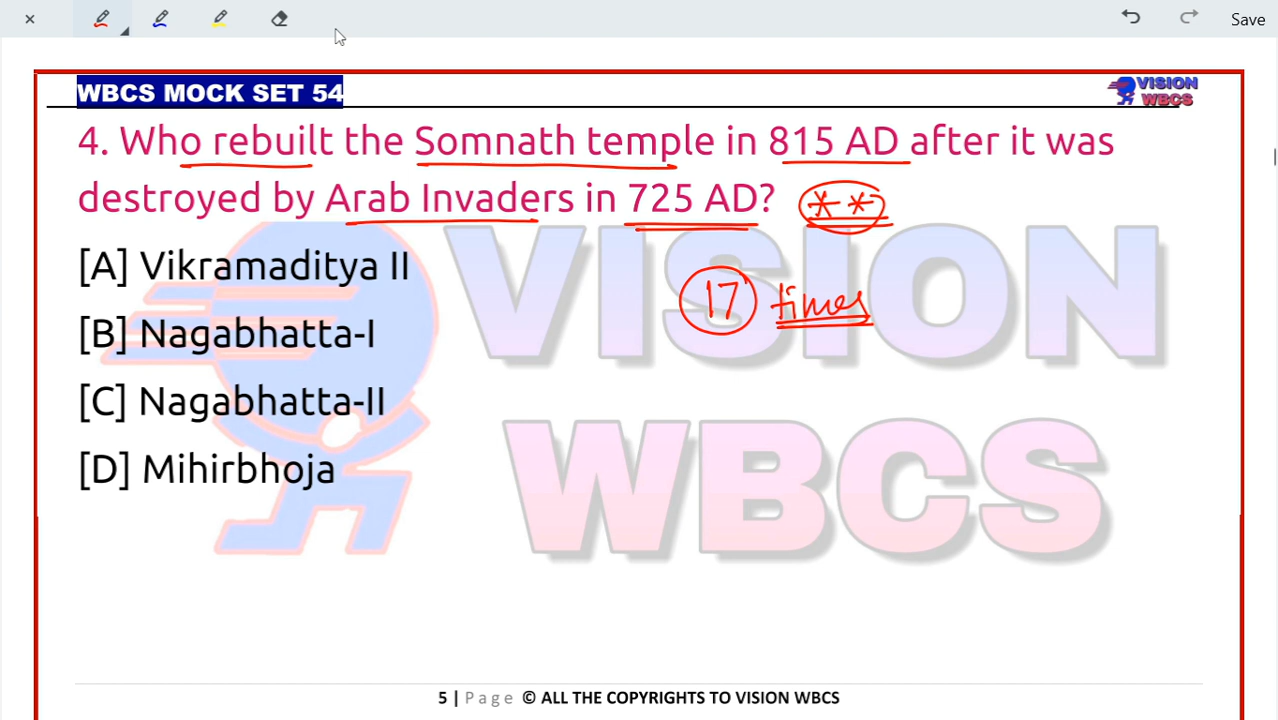 Save
WBCS MOCK SET 54
VISION
WBCS
4. Who rebuilt the Somnath temple in 815 AD after it was
destroyed by Arab Invaders in 725 AD? **
[A] Vikramaditya II
17 times
[B] Nagabhatta-I
[C] Nagabhatta-II
[D] Mihirbhoja
VISION
WBCS
5 | Page © ALL THE COPYRIGHTS TO VISION WBCS